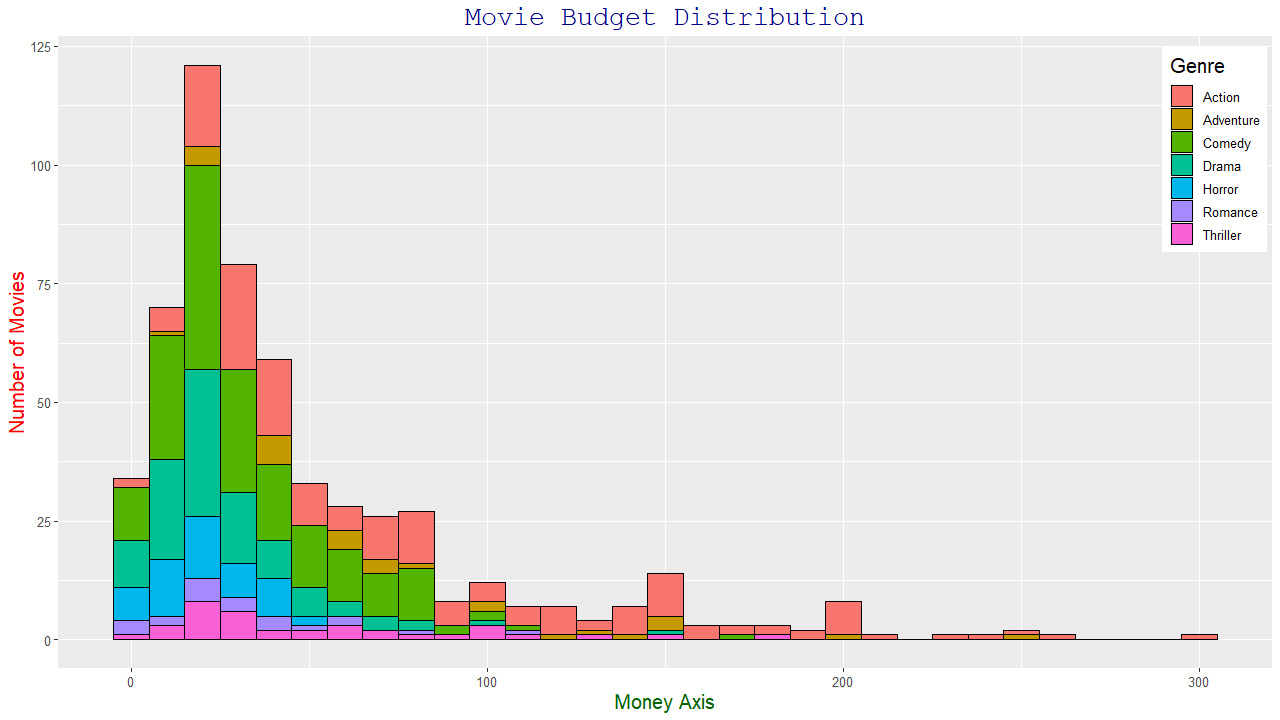 Movie Budget Distribution
Number of Movies
125
100
75
50
25
0
0
100
200
300
Money Axis
Genre
Action
Adventure
Comedy
Drama
Horror
Romance
Thriller